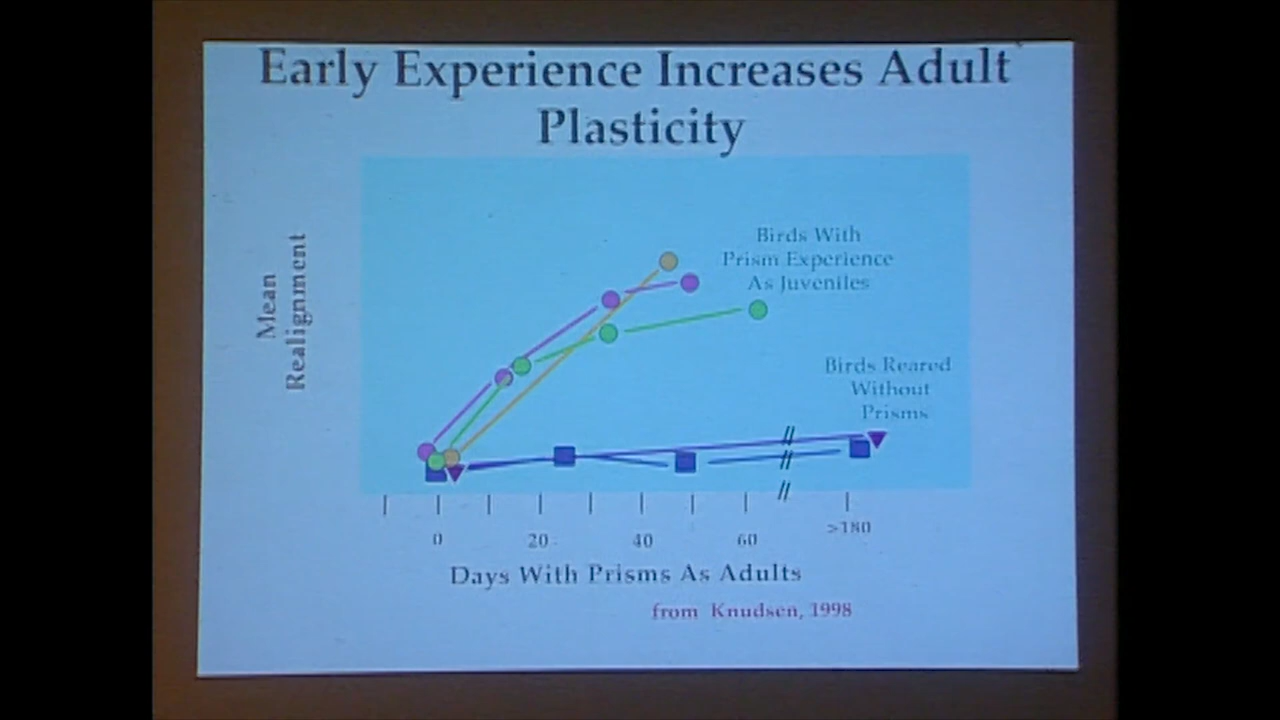 Early Experience Increases Adult
Plasticity
Mean
Realignment
Birds With
Prism Experience
As Juveniles
Birds Reared
Without
Prisms
0
20
40
60
>180
Days With Prisms As Adults
from Knudsen, 1998